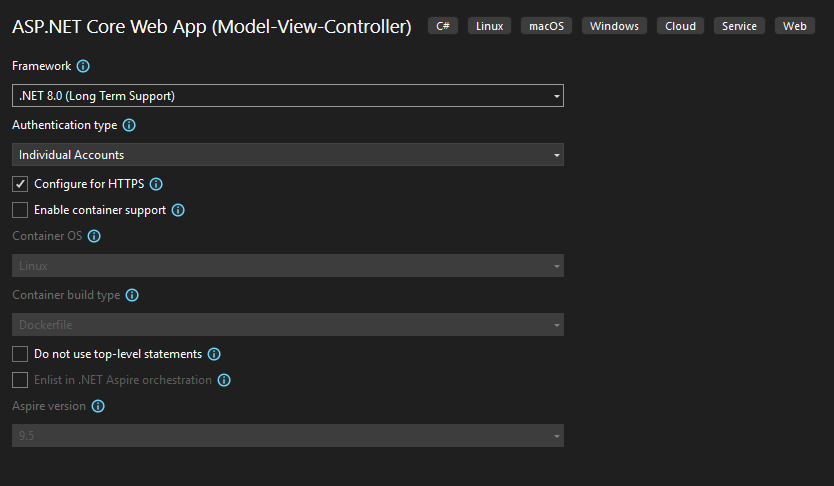 ASP.NET Core Web App (Model-View-Controller) C# Linux macOS Windows Cloud Service Web
Framework
.NET 8.0 (Long Term Support)
Authentication type
Individual Accounts
Configure for HTTPS
Enable container support
Container OS
Linux
Container build type
Dockerfile
Do not use top-level statements
Enlist in .NET Aspire orchestration
Aspire version
9.5